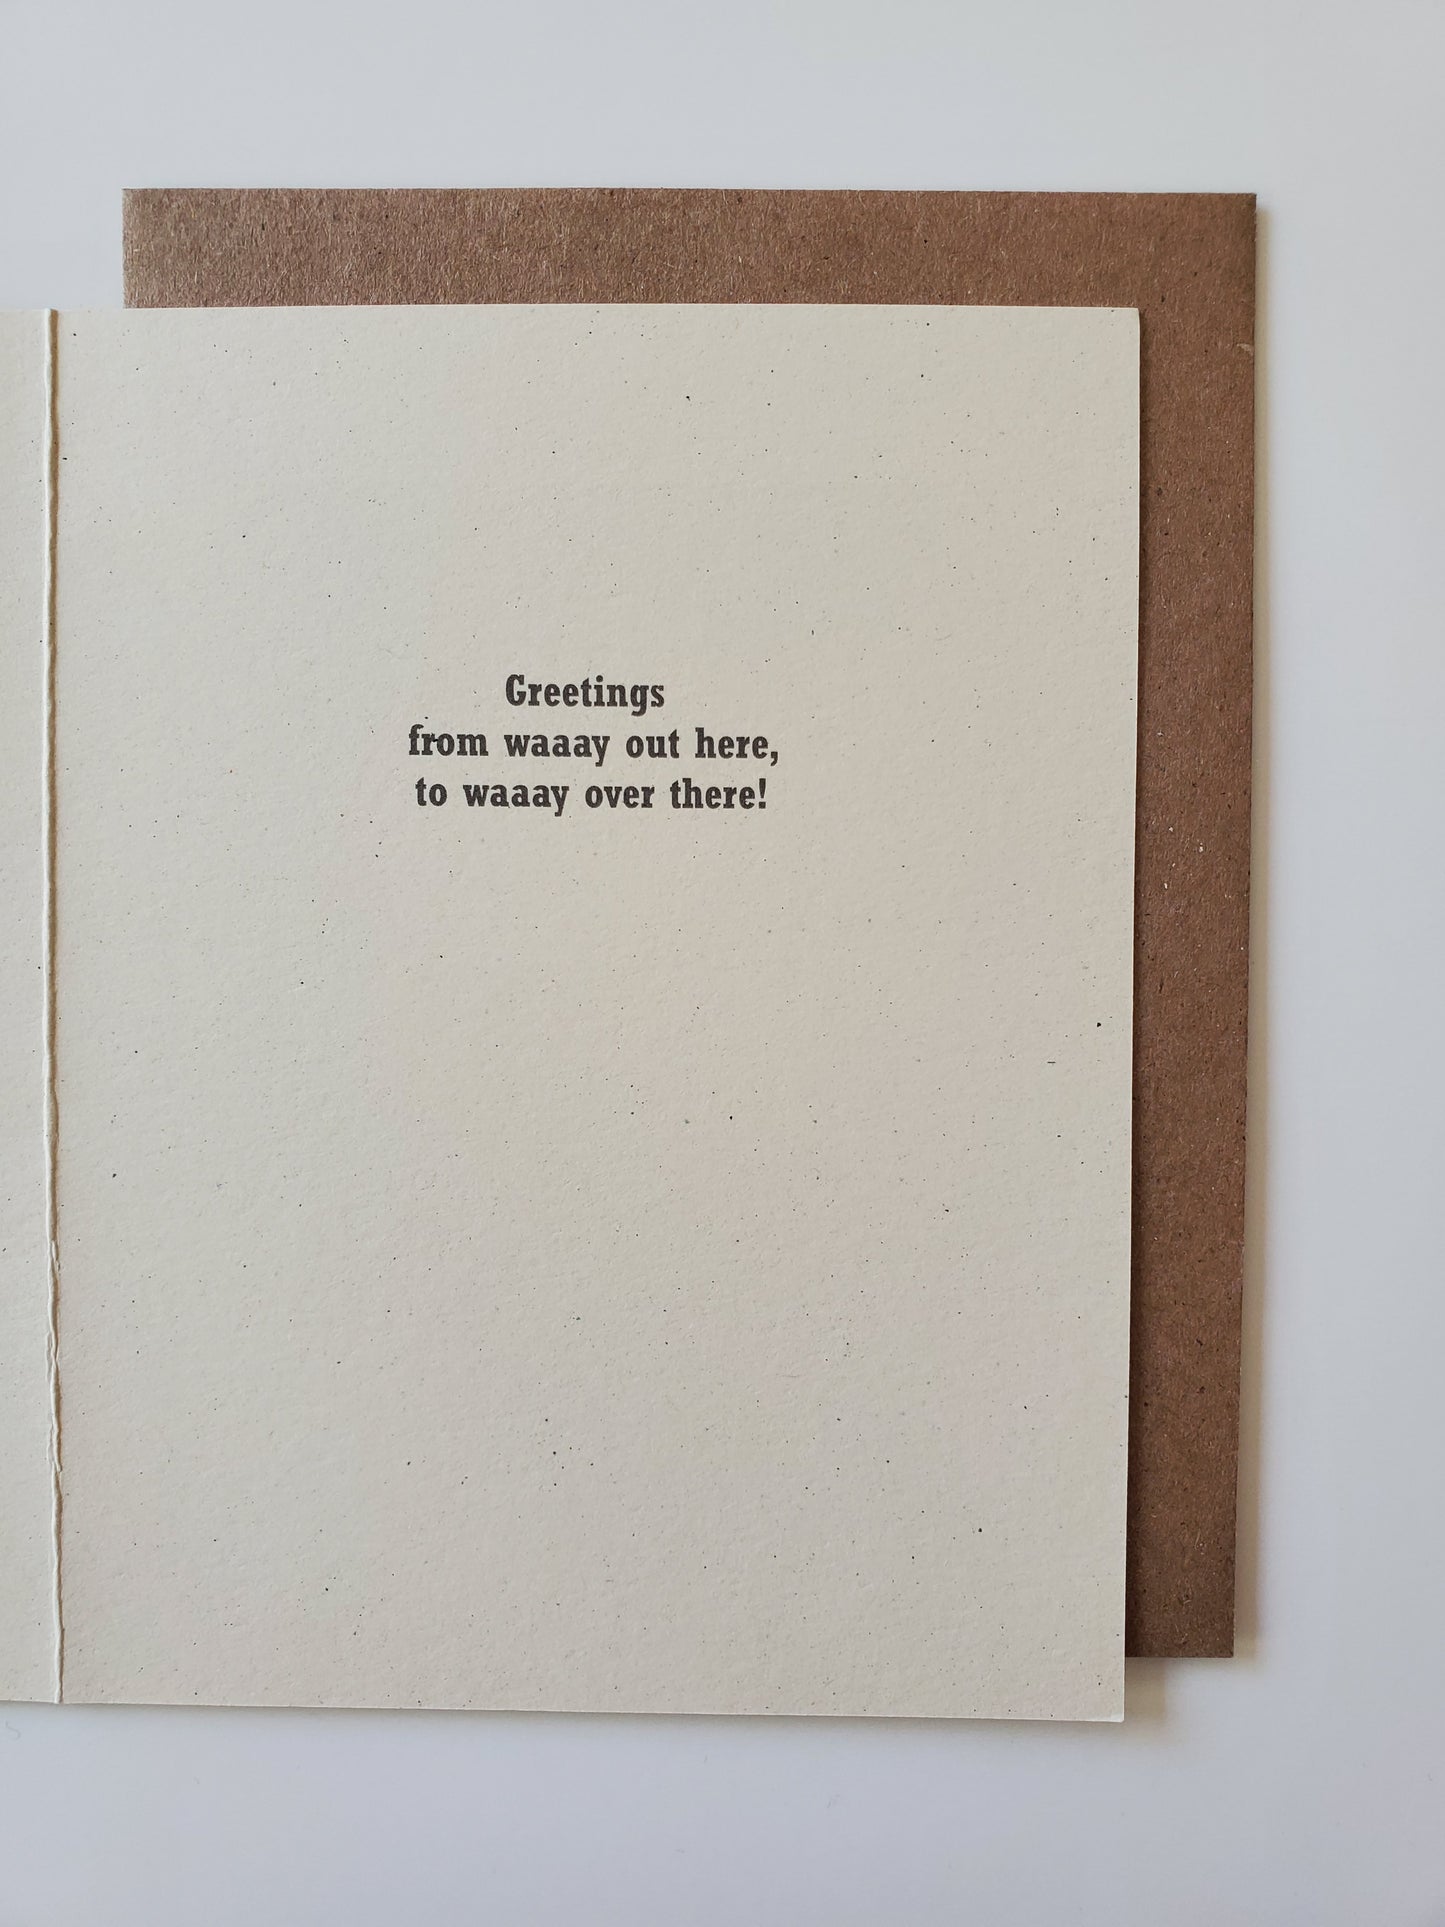 Greetings
from waaay out here,
to waaay over there!